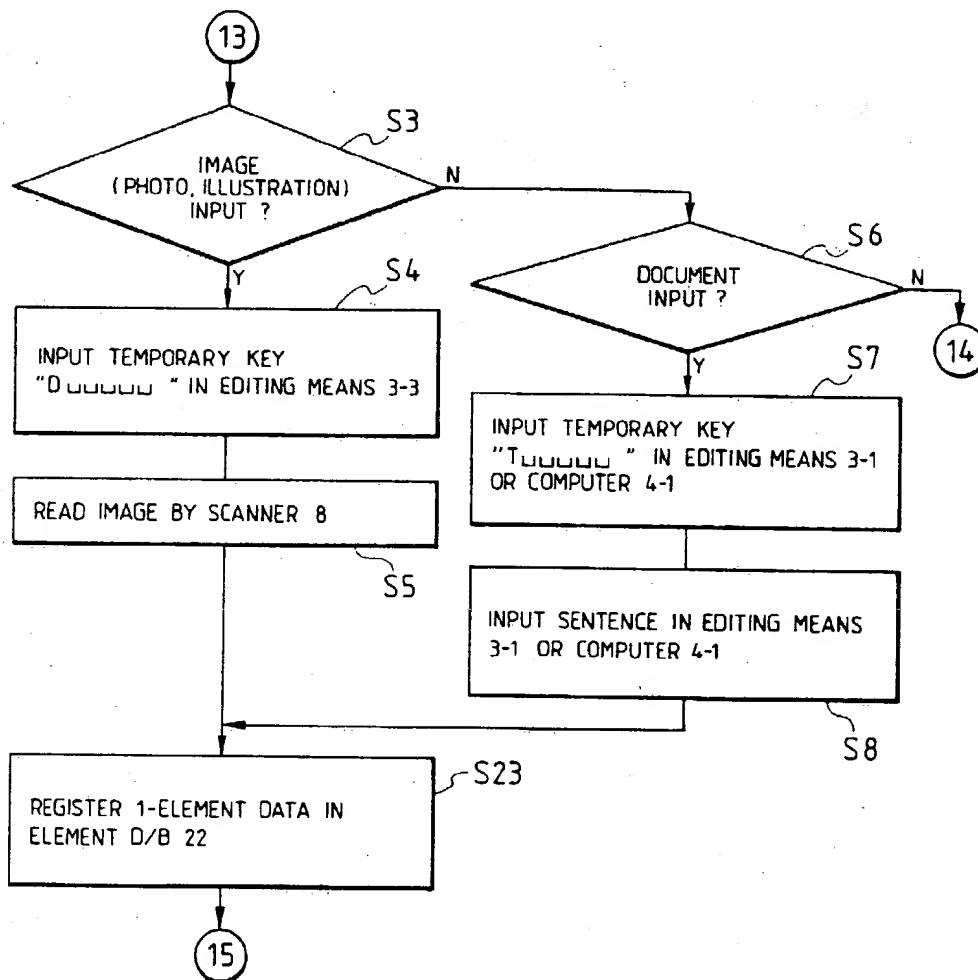 13
S3
IMAGE
(PHOTO, ILLUSTRATION)
INPUT ?
N
Y
S4
INPUT TEMPORARY KEY
"D␣␣␣␣␣ " IN EDITING MEANS 3-3
READ IMAGE BY SCANNER 8
S5
S6
DOCUMENT
INPUT ?
N
14
Y
S7
INPUT TEMPORARY KEY
"T␣␣␣␣␣ " IN EDITING MEANS 3-1
OR COMPUTER 4-1
INPUT SENTENCE IN EDITING MEANS
3-1 OR COMPUTER 4-1
S8
S23
REGISTER 1-ELEMENT DATA IN
ELEMENT D/B 22
15